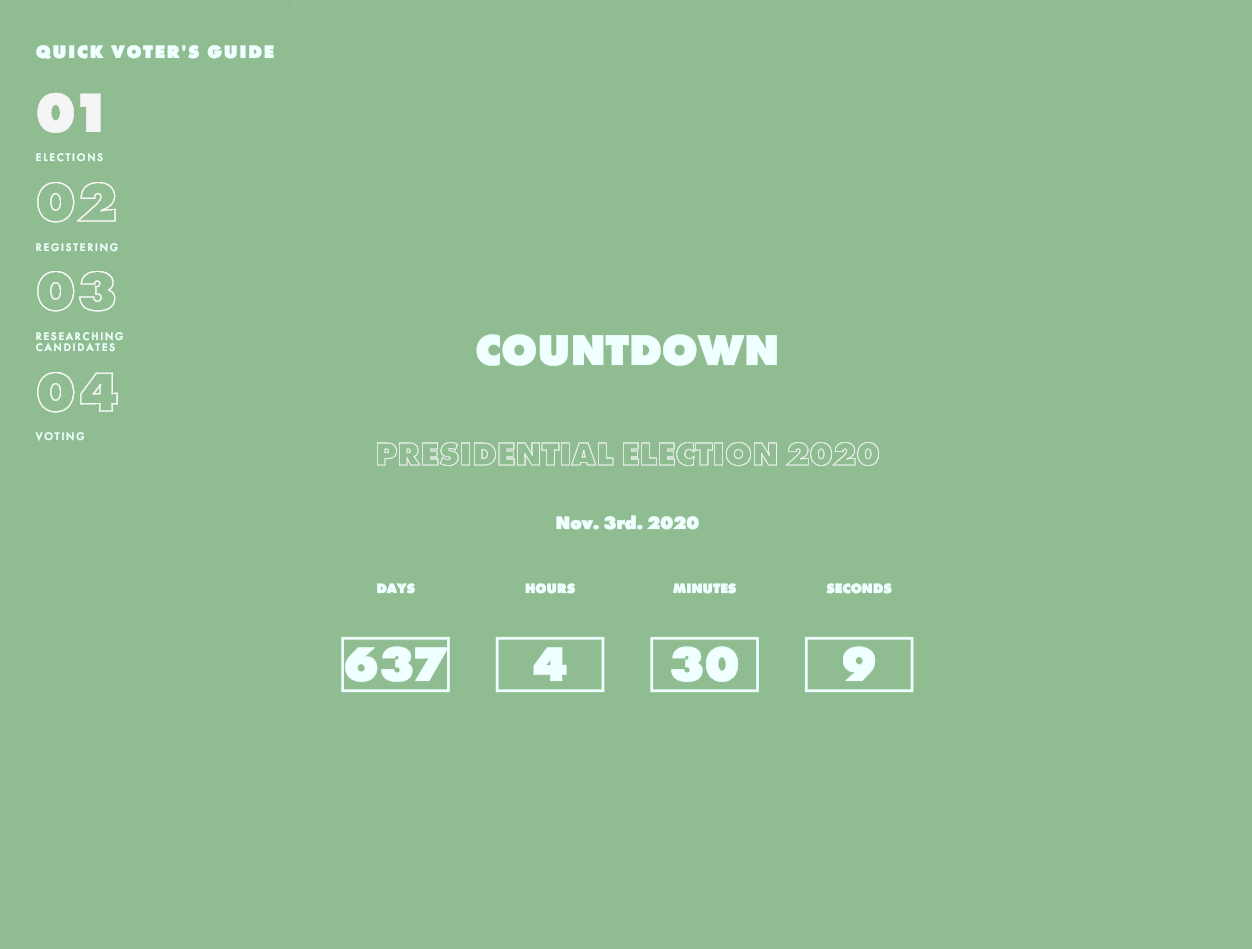 QUICK VOTER'S GUIDE
01
ELECTIONS
02
REGISTERING
03
RESEARCHING
CANDIDATES
04
VOTING
COUNTDOWN
PRESIDENTIAL ELECTION 2020
Nov. 3rd. 2020
DAYS HOURS MINUTES SECONDS
637 4 30 9